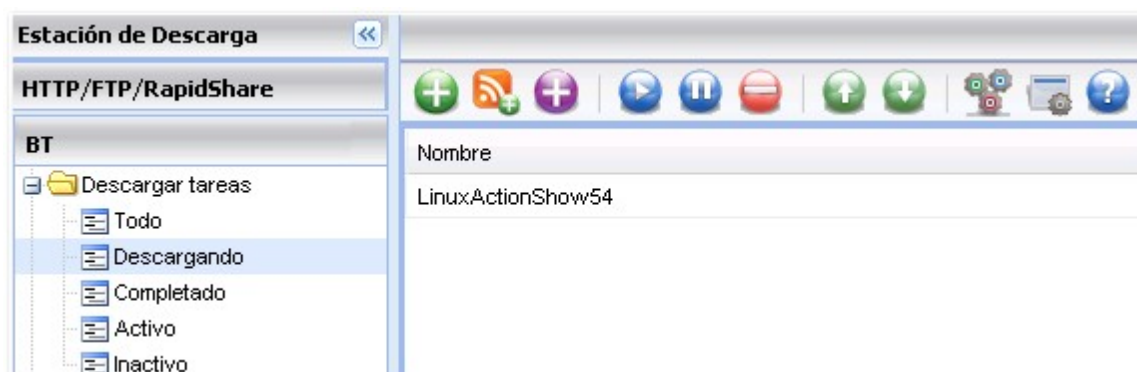 Estación de Descarga
HTTP/FTP/RapidShare
BT
Descargar tareas
Todo
Descargando
Completado
Activo
Inactivo
Nombre
LinuxActionShow54